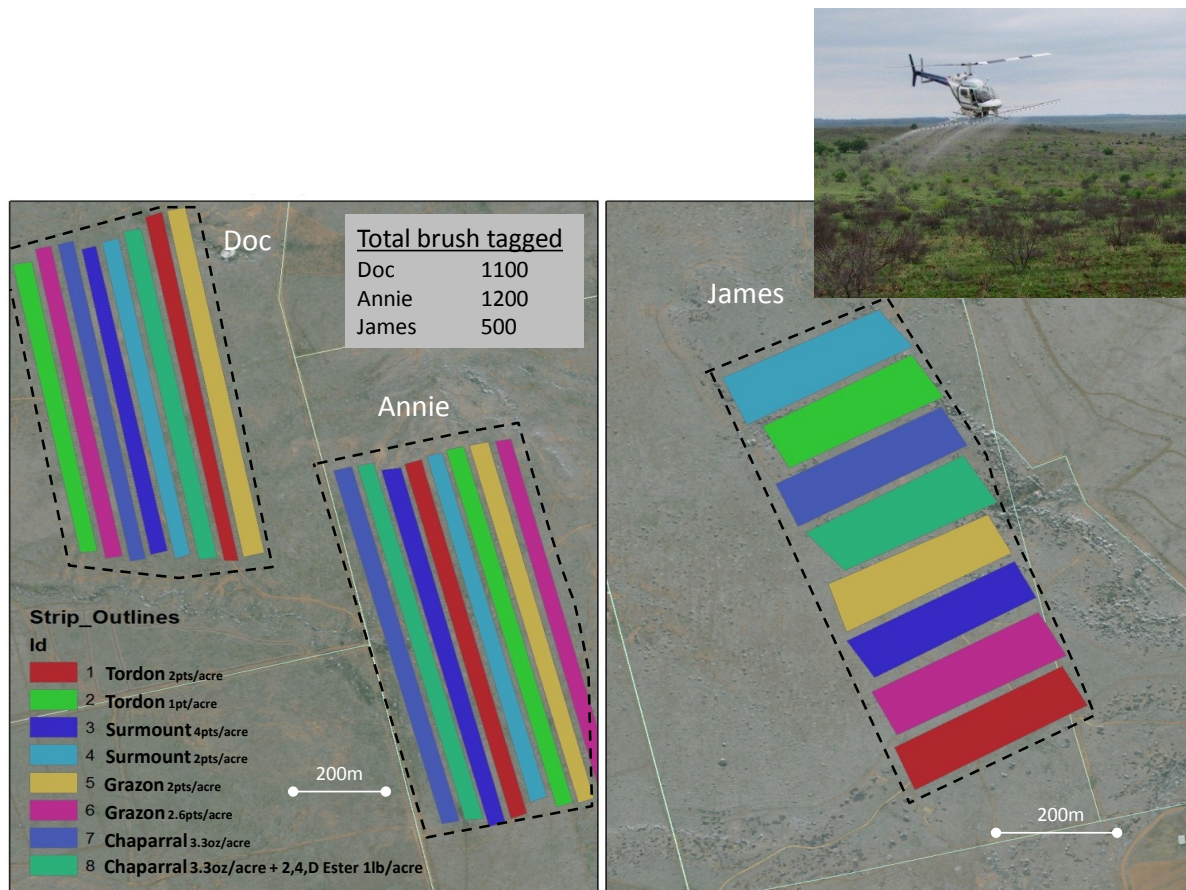 Doc
Total brush tagged
Doc 1100
Annie 1200
James 500
Annie
James
Strip_Outlines
Id
1 Tordon 2pts/acre
2 Tordon 1pt/acre
3 Surmount 4pts/acre
4 Surmount 2pts/acre
5 Grazon 2pts/acre
6 Grazon 2.6pts/acre
7 Chaparral 3.3oz/acre
8 Chaparral 3.3oz/acre + 2,4,D Ester 1lb/acre
200m
200m